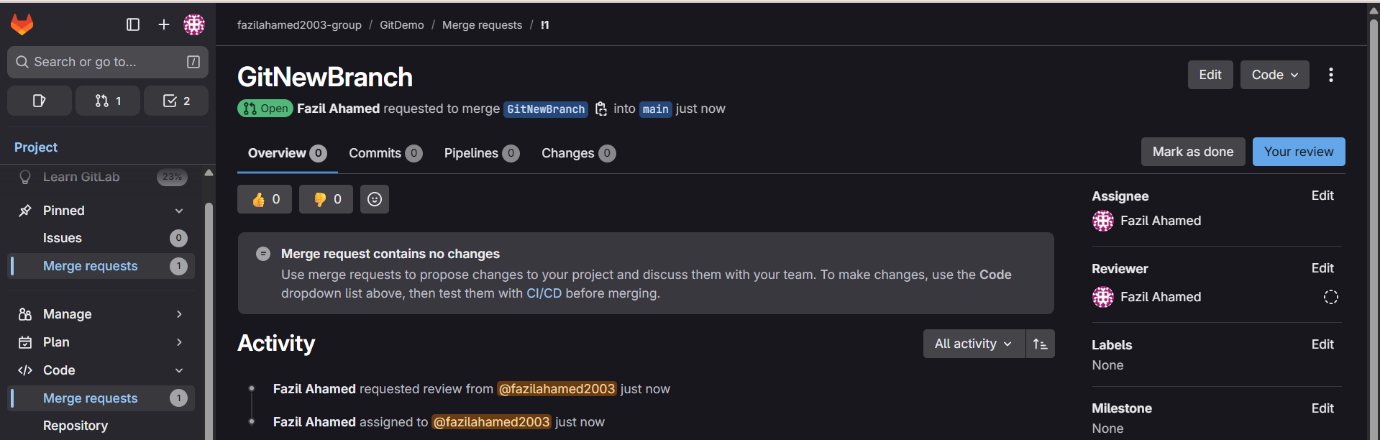 fazilahamed2003-group / GitDemo / Merge requests / !1
Search or go to... /
1 2
Project
Learn GitLab 23%
Pinned
Issues 0
Merge requests 1
Manage
Plan
Code
Merge requests 1
Repository
GitNewBranch
Edit Code
Open Fazil Ahamed requested to merge GitNewBranch into main just now
Overview 0 Commits 0 Pipelines 0 Changes 0
Mark as done Your review
👍 0 👎 0
Merge request contains no changes
Use merge requests to propose changes to your project and discuss them with your team. To make changes, use the Code
dropdown list above, then test them with CI/CD before merging.
Activity
All activity
Fazil Ahamed requested review from @fazilahamed2003 just now
Fazil Ahamed assigned to @fazilahamed2003 just now
Assignee Edit
Fazil Ahamed
Reviewer Edit
Fazil Ahamed
Labels Edit
None
Milestone Edit
None